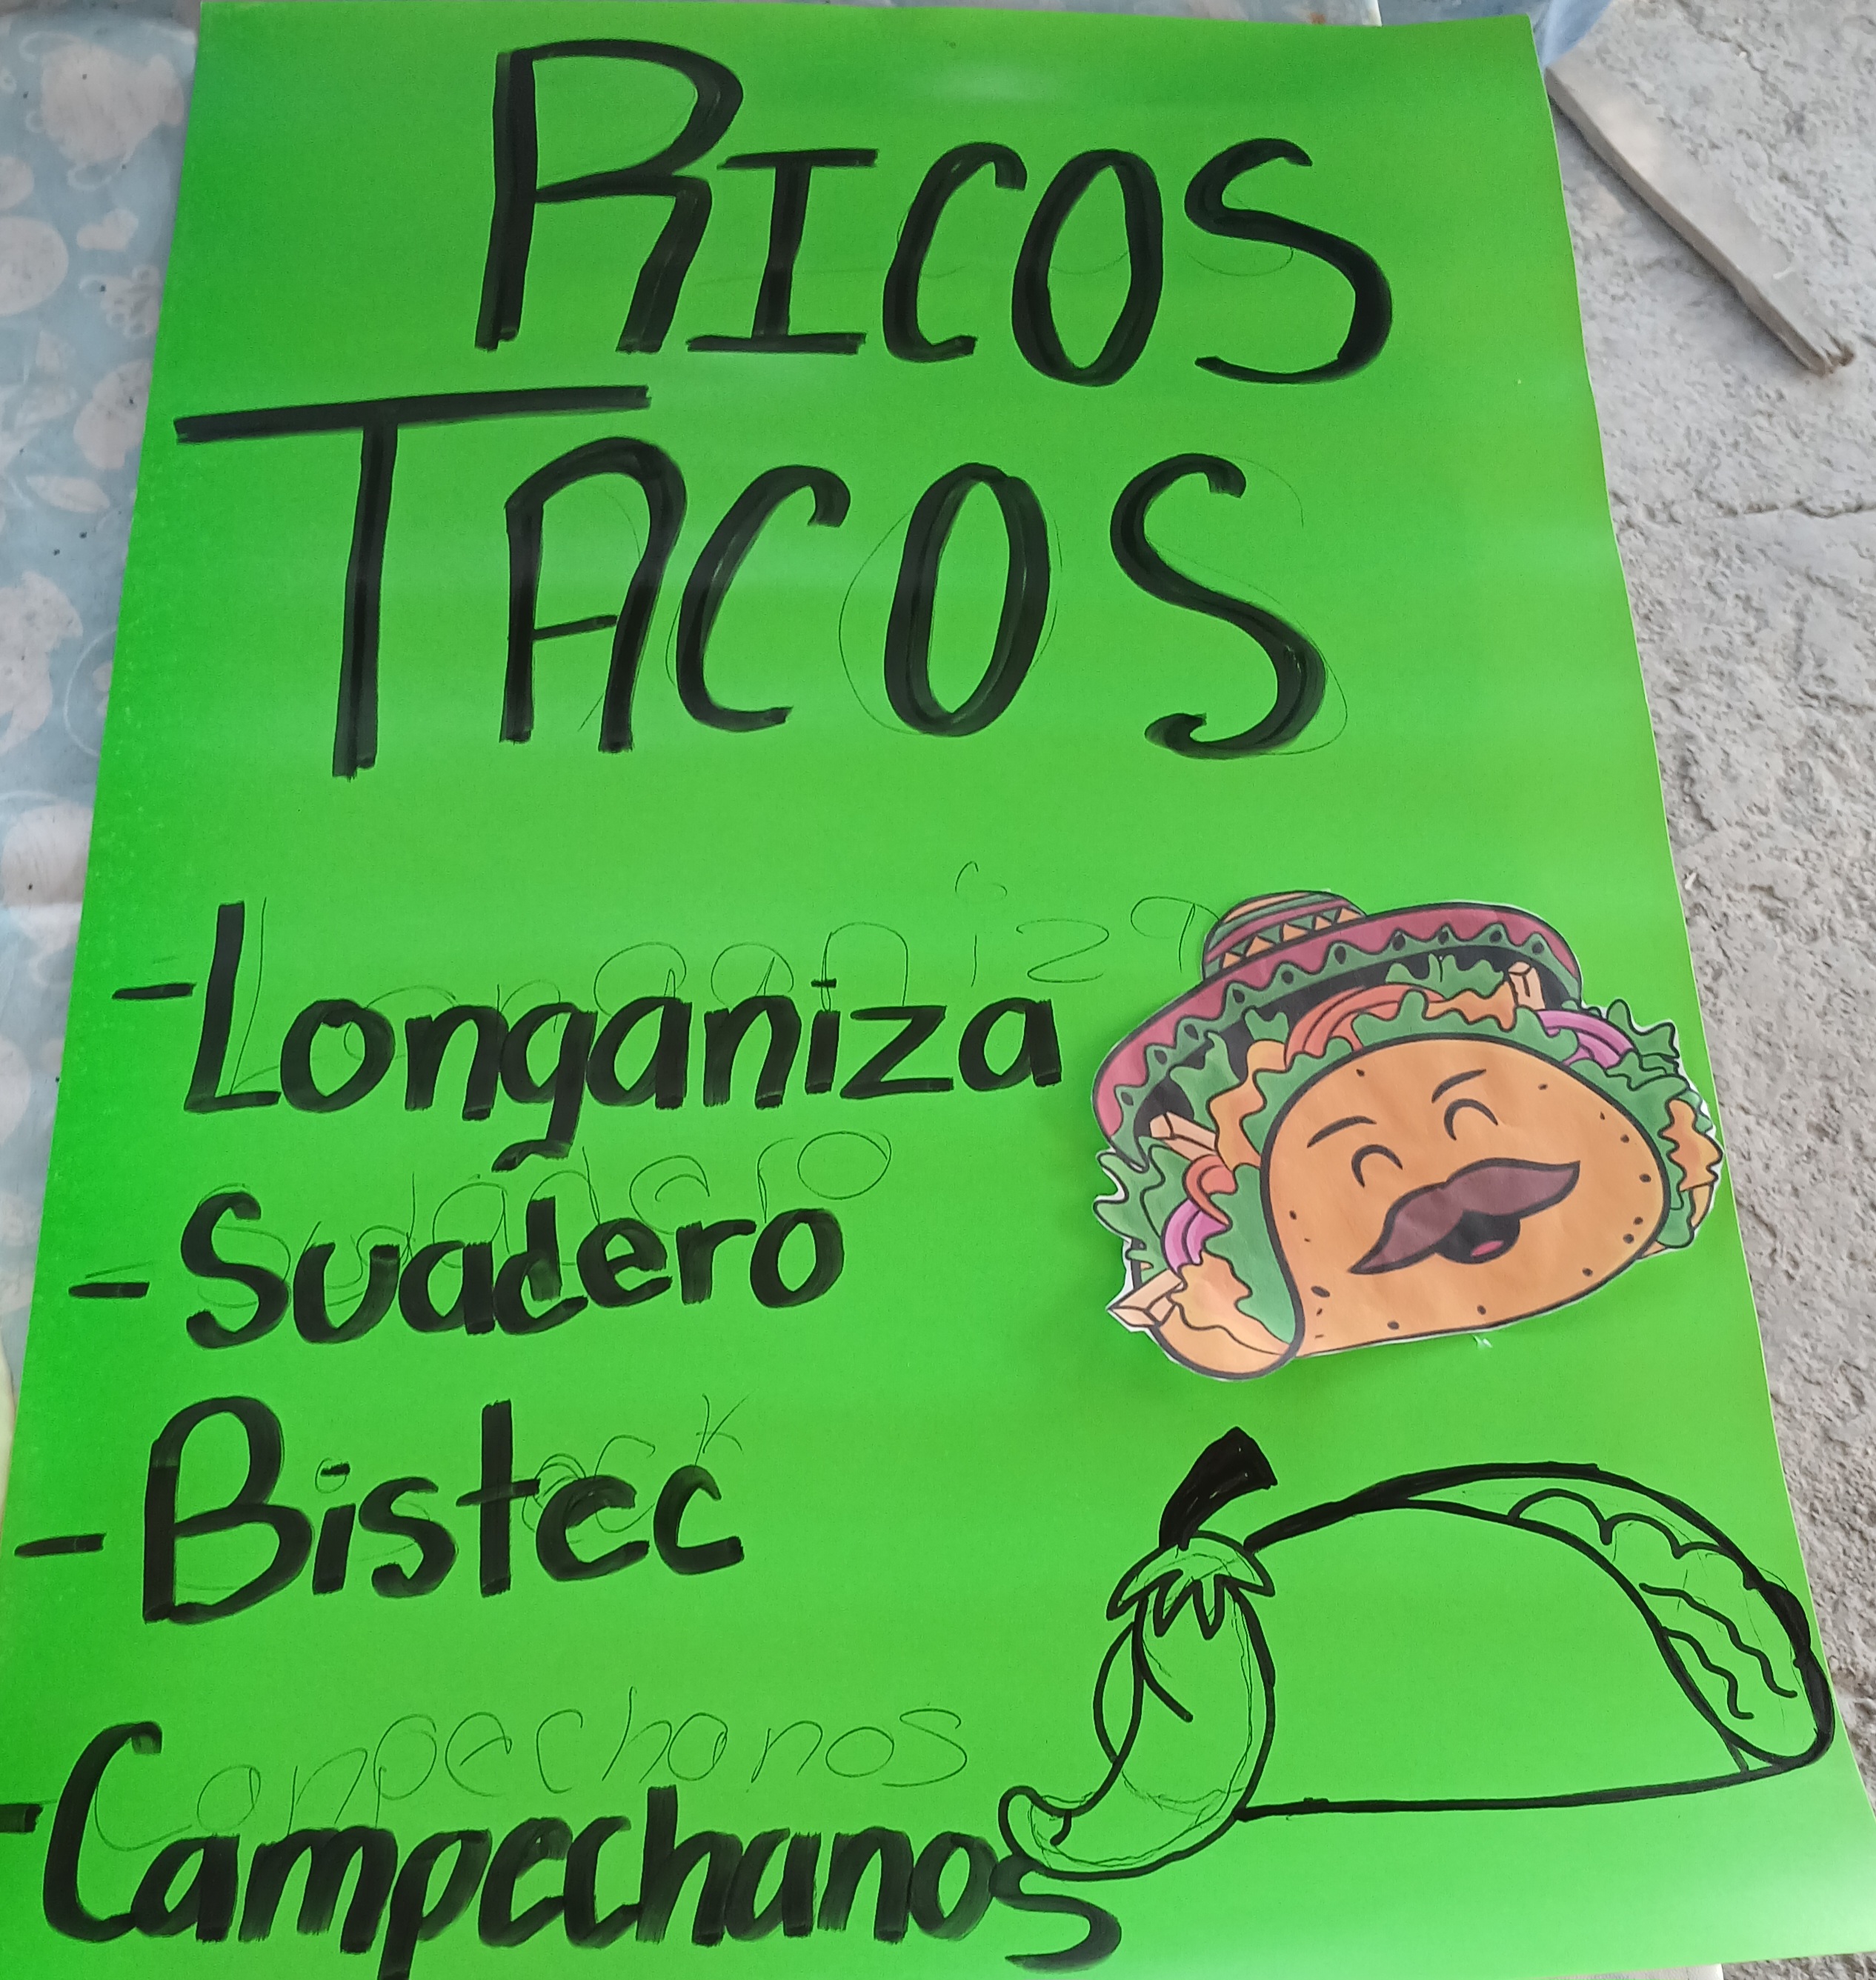 RICOS
TACOS
- Longaniza
- Suadero
- Bistec
- Campechanos